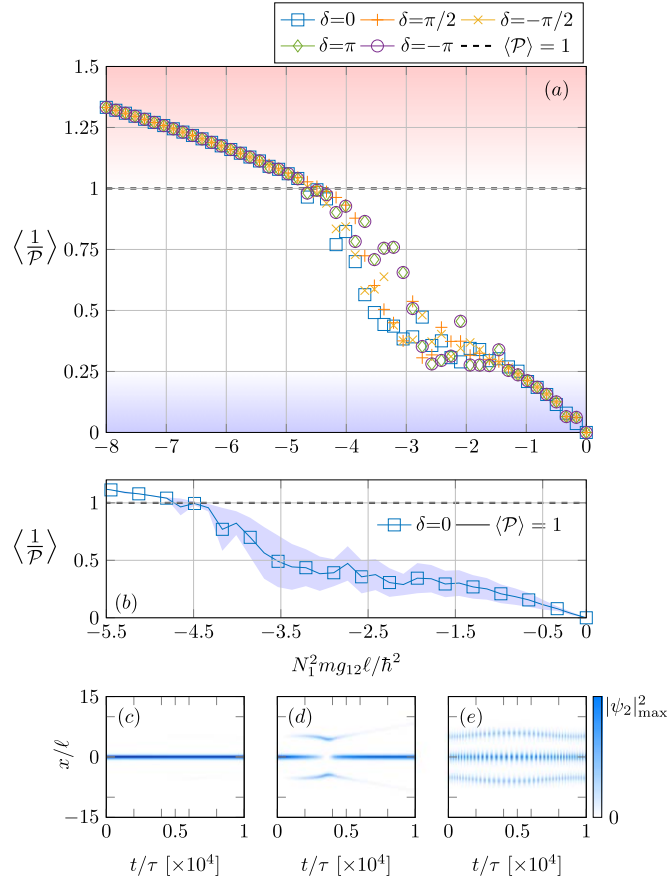 δ=0 δ=π/2 δ=−π/2
δ=π δ=−π ⟨𝒫⟩ = 1
1.5
(a)
1.25
1
⟨1/𝒫⟩
0.75
0.5
0.25
0
−8 −7 −6 −5 −4 −3 −2 −1 0
1
δ=0 ⟨𝒫⟩ = 1
⟨1/𝒫⟩
0.5
(b)
0
−5.5 −4.5 −3.5 −2.5 −1.5 −0.5 0
N₁²mg₁₂ℓ/ħ²
15
(c) (d) (e)
|ψ₂|²max
x/ℓ
0
−15
0
0 0.5 1 0 0.5 1 0 0.5 1
t/τ [×10⁴] t/τ [×10⁴] t/τ [×10⁴]